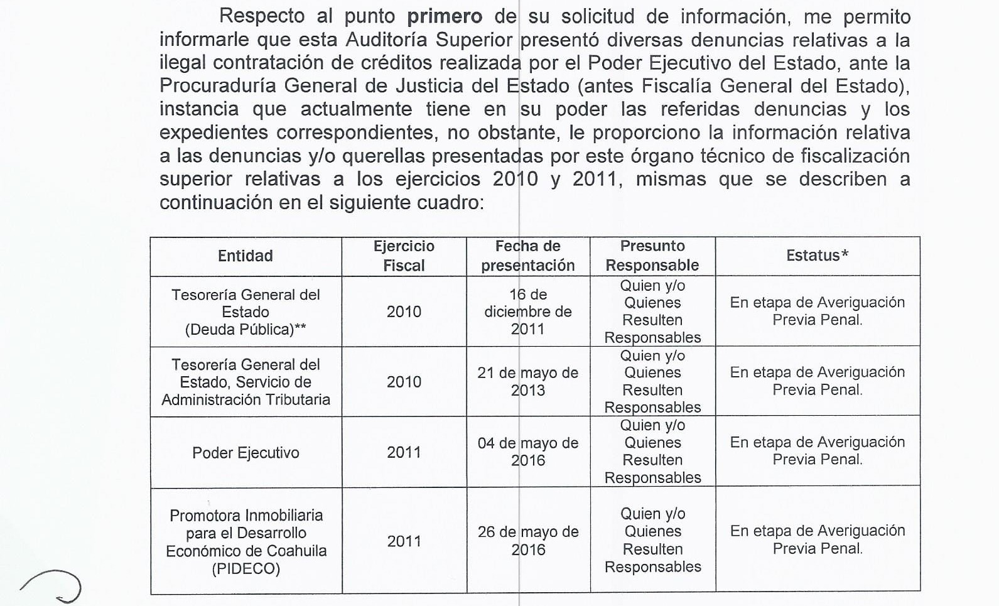 Respecto al punto primero de su solicitud de información, me permito
informarle que esta Auditoría Superior presentó diversas denuncias relativas a la
ilegal contratación de créditos realizada por el Poder Ejecutivo del Estado, ante la
Procuraduría General de Justicia del Estado (antes Fiscalía General del Estado),
instancia que actualmente tiene en su poder las referidas denuncias y los
expedientes correspondientes, no obstante, le proporciono la información relativa
a las denuncias y/o querellas presentadas por este órgano técnico de fiscalización
superior relativas a los ejercicios 2010 y 2011, mismas que se describen a
continuación en el siguiente cuadro:
Entidad
Ejercicio
Fiscal
Fecha de
presentación
Presunto
Responsable
Estatus*
Tesorería General del
Estado
(Deuda Pública)**
2010
16 de
diciembre de
2011
Quien y/o
Quienes
Resulten
Responsables
En etapa de Averiguación
Previa Penal.
Tesorería General del
Estado, Servicio de
Administración Tributaria
2010
21 de mayo de
2013
Quien y/o
Quienes
Resulten
Responsables
En etapa de Averiguación
Previa Penal.
Poder Ejecutivo
2011
04 de mayo de
2016
Quien y/o
Quienes
Resulten
Responsables
En etapa de Averiguación
Previa Penal.
Promotora Inmobiliaria
para el Desarrollo
Económico de Coahuila
(PIDECO)
2011
26 de mayo de
2016
Quien y/o
Quienes
Resulten
Responsables
En etapa de Averiguación
Previa Penal.